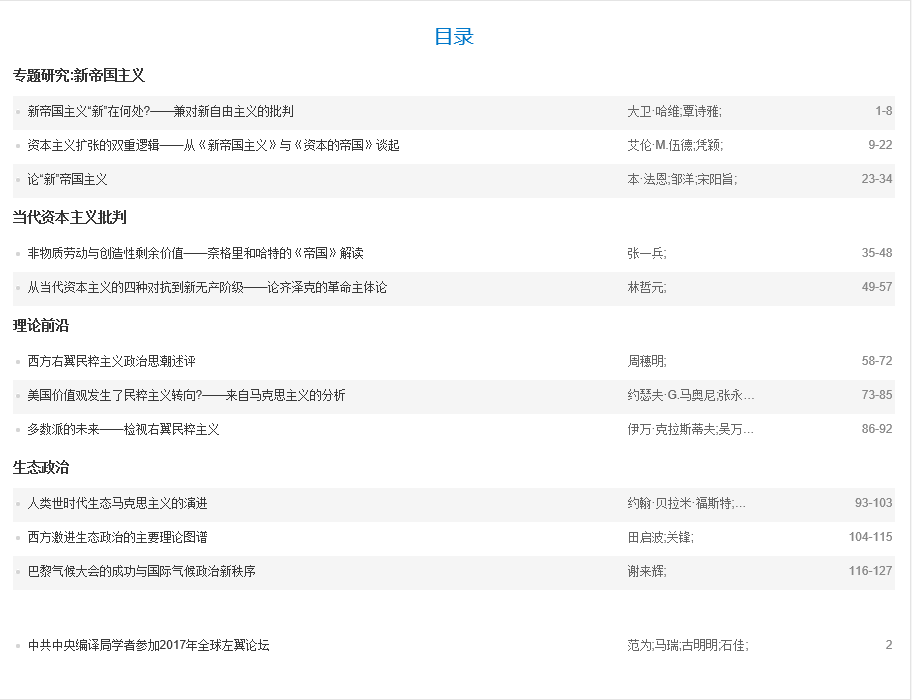 目录
专题研究:新帝国主义
新帝国主义“新”在何处?——兼对新自由主义的批判 大卫·哈维;覃诗雅; 1-8
资本主义扩张的双重逻辑——从《新帝国主义》与《资本的帝国》谈起 艾伦·M.伍德;凭颖; 9-22
论“新”帝国主义 本·法恩;邹洋;宋阳旨; 23-34
当代资本主义批判
非物质劳动与创造性剩余价值——奈格里和哈特的《帝国》解读 张一兵; 35-48
从当代资本主义的四种对抗到新无产阶级——论齐泽克的革命主体论 林哲元; 49-57
理论前沿
西方右翼民粹主义政治思潮述评 周穗明; 58-72
美国价值观发生了民粹主义转向?——来自马克思主义的分析 约瑟夫·G.马奥尼;张永... 73-85
多数派的未来——检视右翼民粹主义 伊万·克拉斯蒂夫;吴万... 86-92
生态政治
人类世时代生态马克思主义的演进 约翰·贝拉米·福斯特;... 93-103
西方激进生态政治的主要理论图谱 田启波;关锋; 104-115
巴黎气候大会的成功与国际气候政治新秩序 谢来辉; 116-127
中共中央编译局学者参加2017年全球左翼论坛 范为;马瑞;古明明;石佳; 2